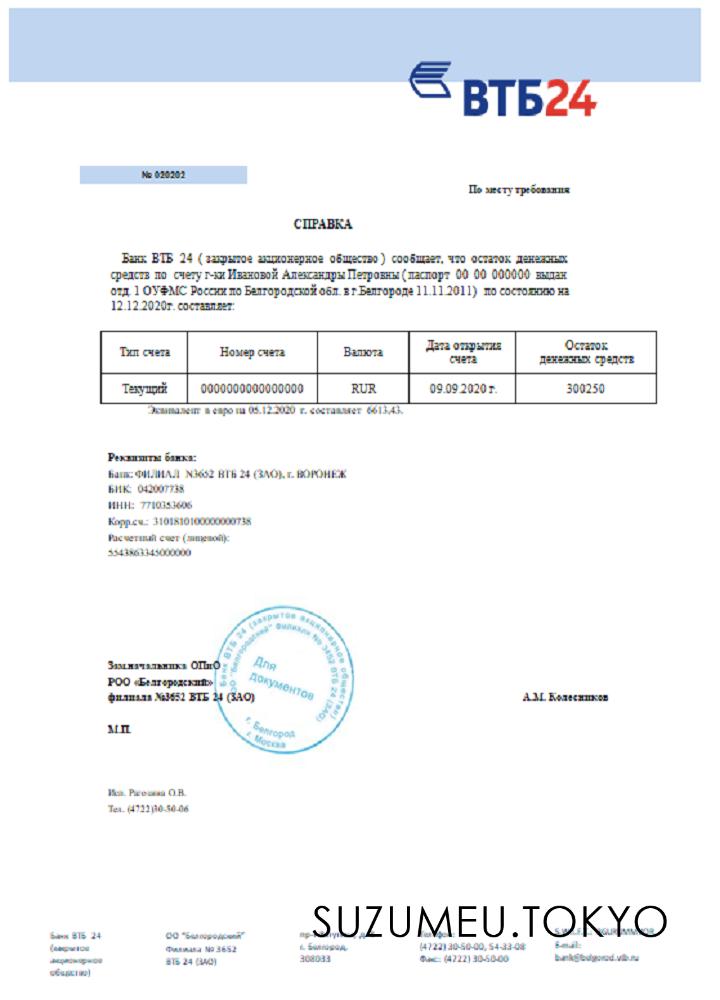 ВТБ24
№ 020202
По месту требования
СПРАВКА
Банк ВТБ 24 ( закрытое акционерное общество ) сообщает, что остаток денежных
средств по счету г-ки Ивановой Александры Петровны ( паспорт 00 00 000000 выдан
отд. 1 ОУФМС России по Белгородской обл. в г.Белгороде 11.11.2011) по состоянию на
12.12.2020г. составляет:
Тип счета Номер счета Валюта Дата открытия счета Остаток денежных средств
Текущий 0000000000000000 RUR 09.09.2020 г. 300250
Эквивалент в евро на 05.12.2020 г. составляет 6613,43.
Реквизиты банка:
Банк: ФИЛИАЛ N3652 ВТБ 24 (ЗАО), г. ВОРОНЕЖ
БИК: 042007738
ИНН: 7710353606
Корр.сч.: 3101810100000000738
Расчетный счет (лицевой):
5543863345000000
Банк ВТБ 24 (закрытое акционерное общество)
ОО "Белгородский" Филиала № 3452 ВТБ 24 (ЗАО)
Для
документов
г. Белгород
г. Москва
Зам.начальника ОПиО
РОО «Белгородский»
филиала №3652 ВТБ 24 (ЗАО)
А.М. Колесников
М.П.
Исп. Рагозина О.В.
Тел. (4722)30-50-06
SUZUMEU.TOKYO
Банк ВТБ 24
(закрытое
акционерное
общество)
ОО "Белгородский"
Филиала № 3652
ВТБ 24 (ЗАО)
г. Белгород,
308033
(4722) 30-50-00, 54-33-08
Факс: (4722) 30-50-00
E-mail:
bank@belgorod.vtb.ru